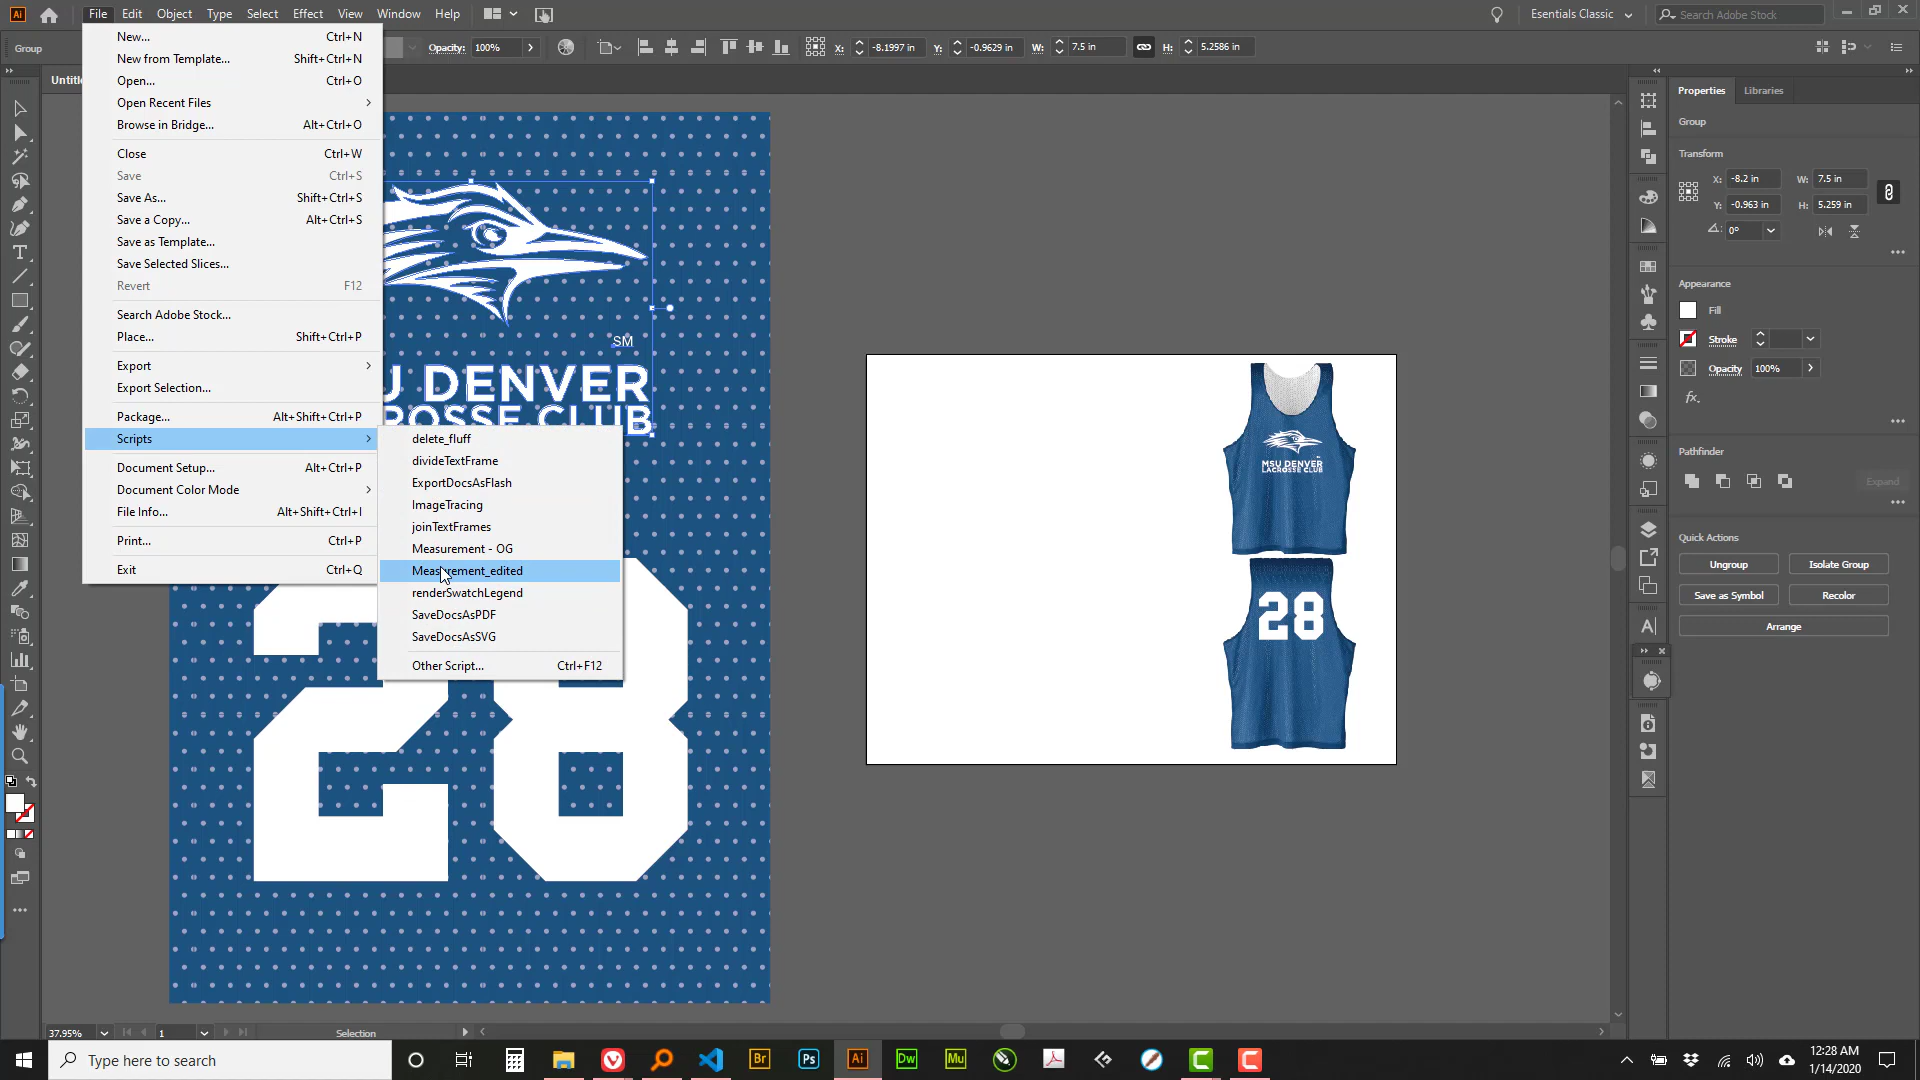 Ai File Edit Object Type Select Effect View Window Help Esentials Classic Search Adobe Stock
Group Opacity: 100% X: -8.1997 in Y: -0.9629 in W: 7.5 in H: 5.2586 in
Untitle
New... Ctrl+N
New from Template... Shift+Ctrl+N
Open... Ctrl+O
Open Recent Files
Browse in Bridge... Alt+Ctrl+O
Close Ctrl+W
Save Ctrl+S
Save As... Shift+Ctrl+S
Save a Copy... Alt+Ctrl+S
Save as Template...
Save Selected Slices...
Revert F12
Search Adobe Stock...
Place... Shift+Ctrl+P
Export
Export Selection...
Package... Alt+Shift+Ctrl+P
Scripts
Document Setup... Alt+Ctrl+P
Document Color Mode
File Info... Alt+Shift+Ctrl+I
Print... Ctrl+P
Exit Ctrl+Q
delete_fluff
divideTextFrame
ExportDocsAsFlash
ImageTracing
joinTextFrames
Measurement - OG
Measurement_edited
renderSwatchLegend
SaveDocsAsPDF
SaveDocsAsSVG
Other Script... Ctrl+F12
SM
U DENVER
ROSSE CLUB
28
MSU DENVER
LACROSSE CLUB
28
Properties Libraries
Group
Transform
X: -8.2 in W: 7.5 in
Y: -0.963 in H: 5.259 in
0°
Appearance
Fill
Stroke
Opacity 100%
fx.
Pathfinder
Expand
Quick Actions
Ungroup Isolate Group
Save as Symbol Recolor
Arrange
37.95% 1 Selection
Type here to search
Br Ps Ai Dw Mu
12:28 AM
1/14/2020